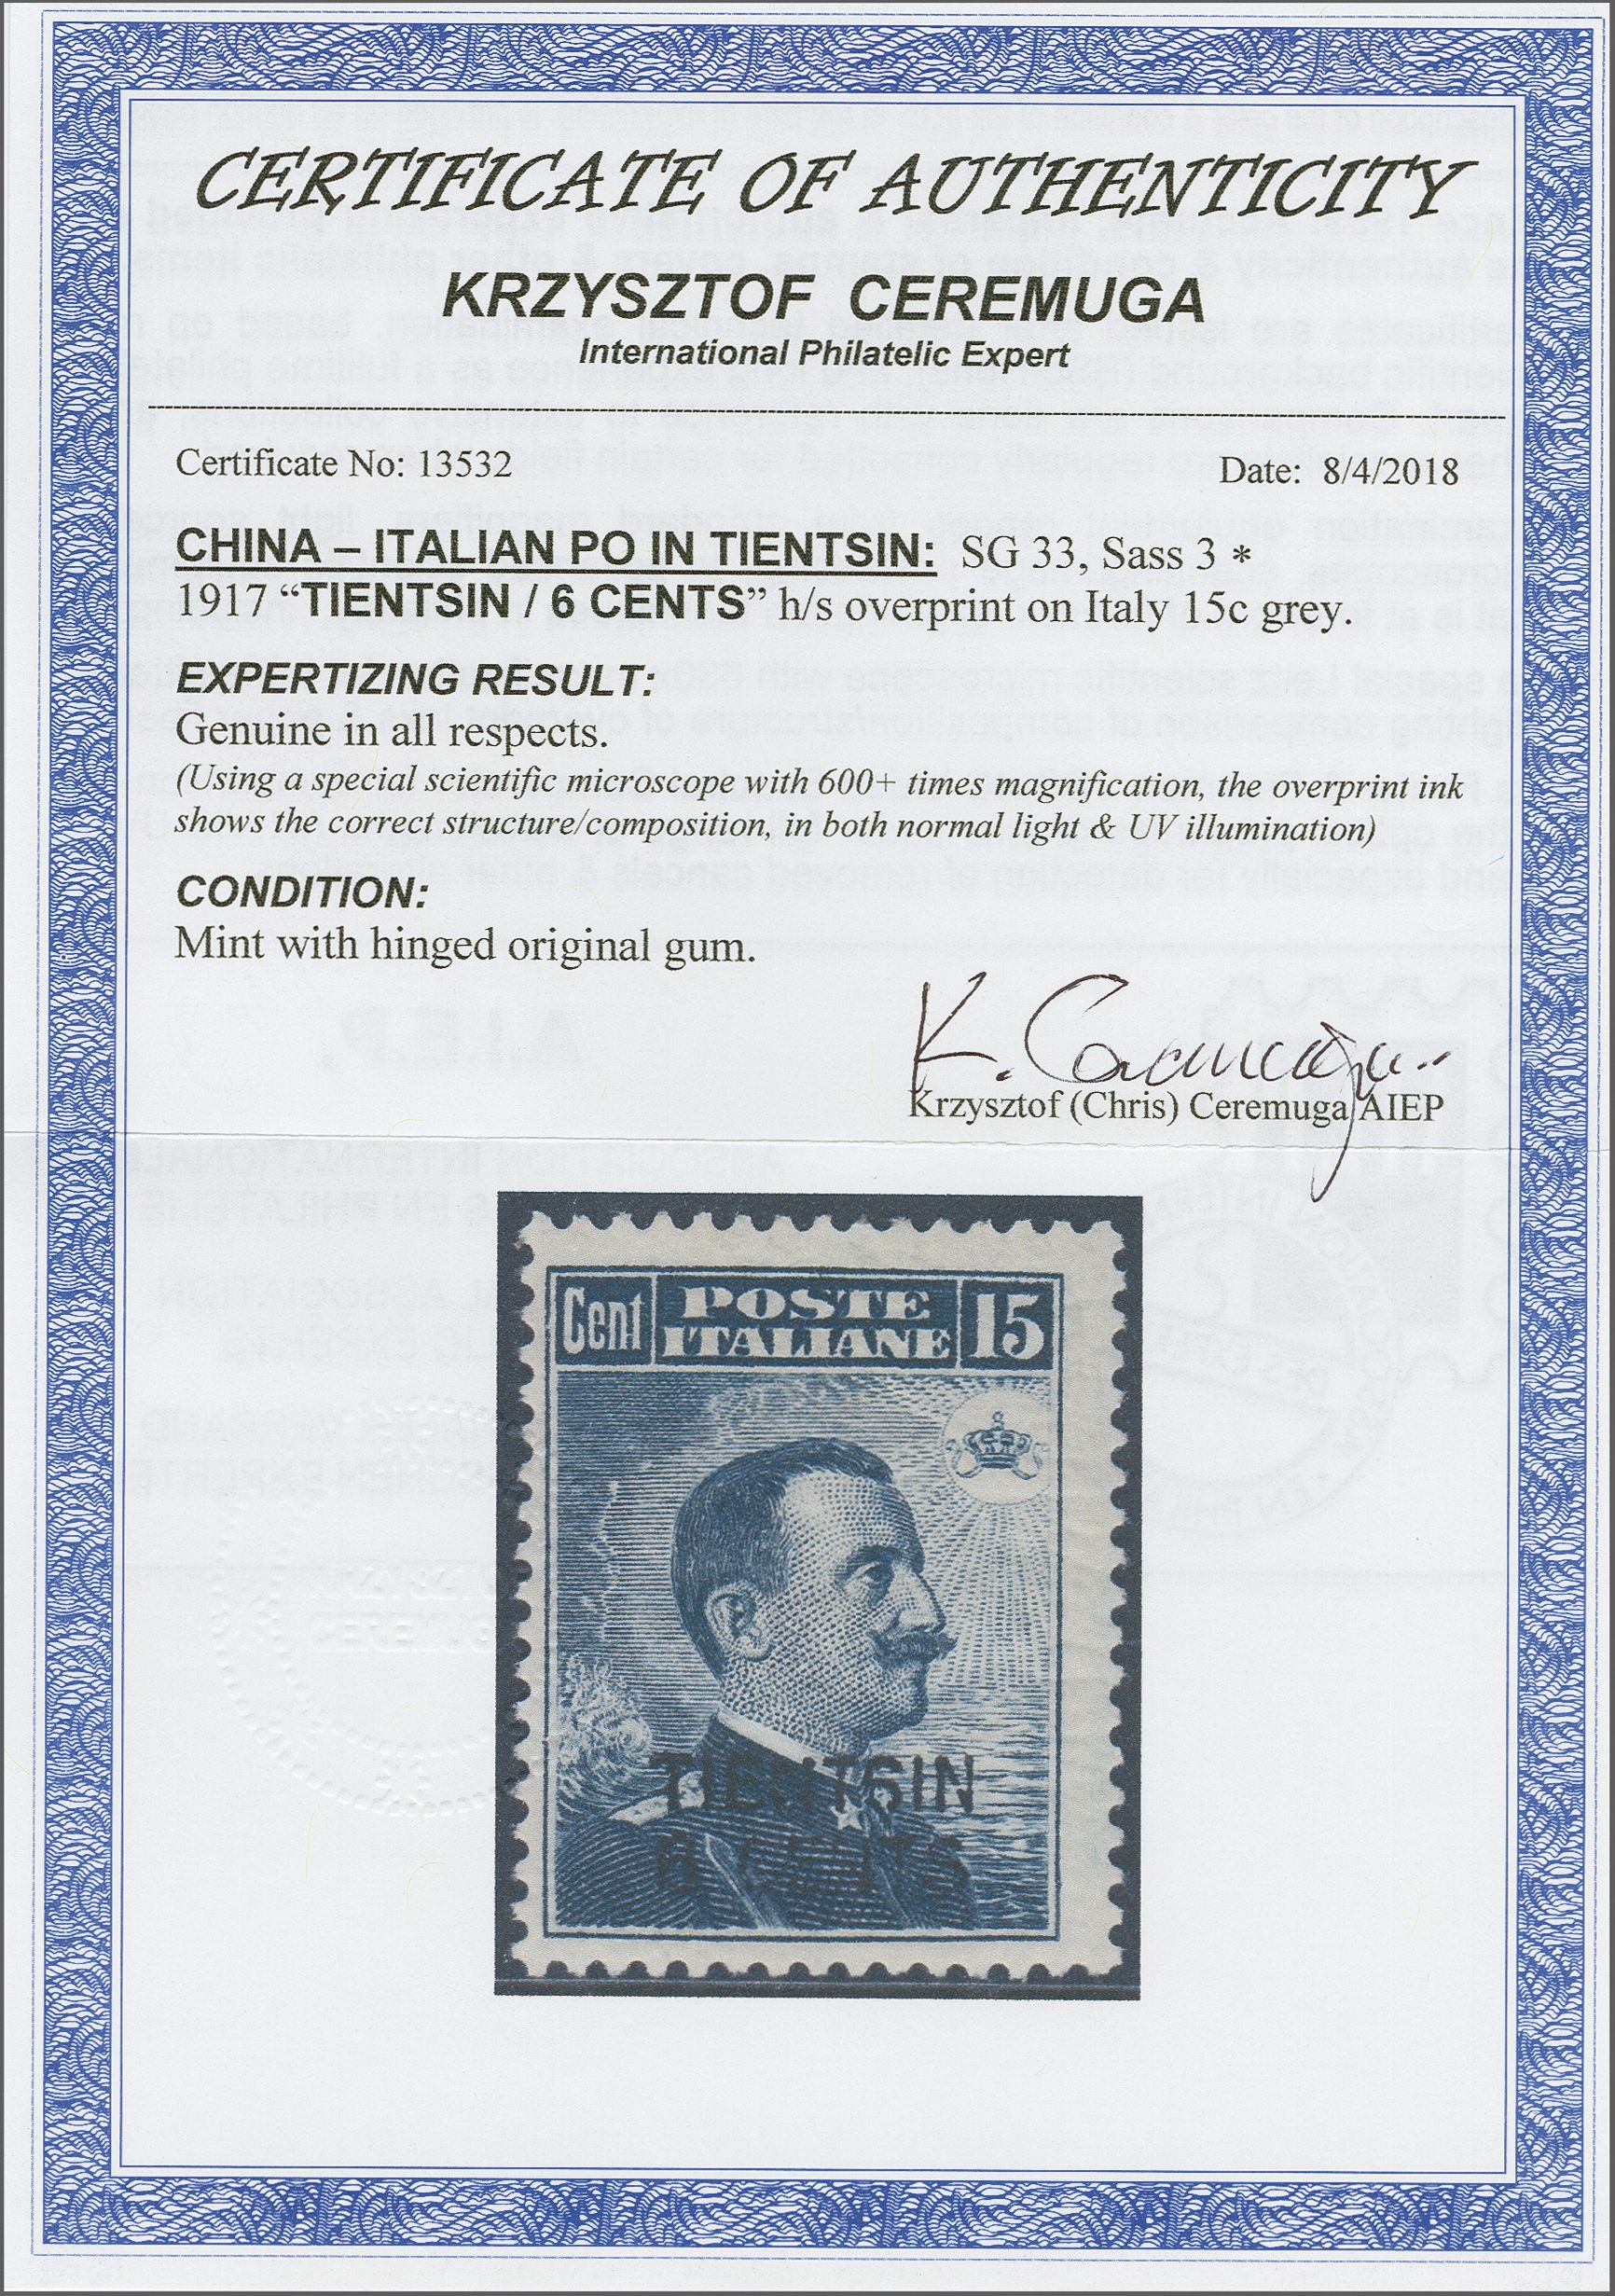 CERTIFICATE OF AUTHENTICITY
KRZYSZTOF CEREMUGA
International Philatelic Expert
Certificate No: 13532
Date: 8/4/2018
CHINA – ITALIAN PO IN TIENTSIN: SG 33, Sass 3 *
1917 “TIENTSIN / 6 CENTS” h/s overprint on Italy 15c grey.
EXPERTIZING RESULT:
Genuine in all respects.
(Using a special scientific microscope with 600+ times magnification, the overprint ink
shows the correct structure/composition, in both normal light & UV illumination)
CONDITION:
Mint with hinged original gum.
K. Ceremuga
Krzysztof (Chris) Ceremuga AIEP
Cent POSTE ITALIANE 15
TIENTSIN
6 CENTS